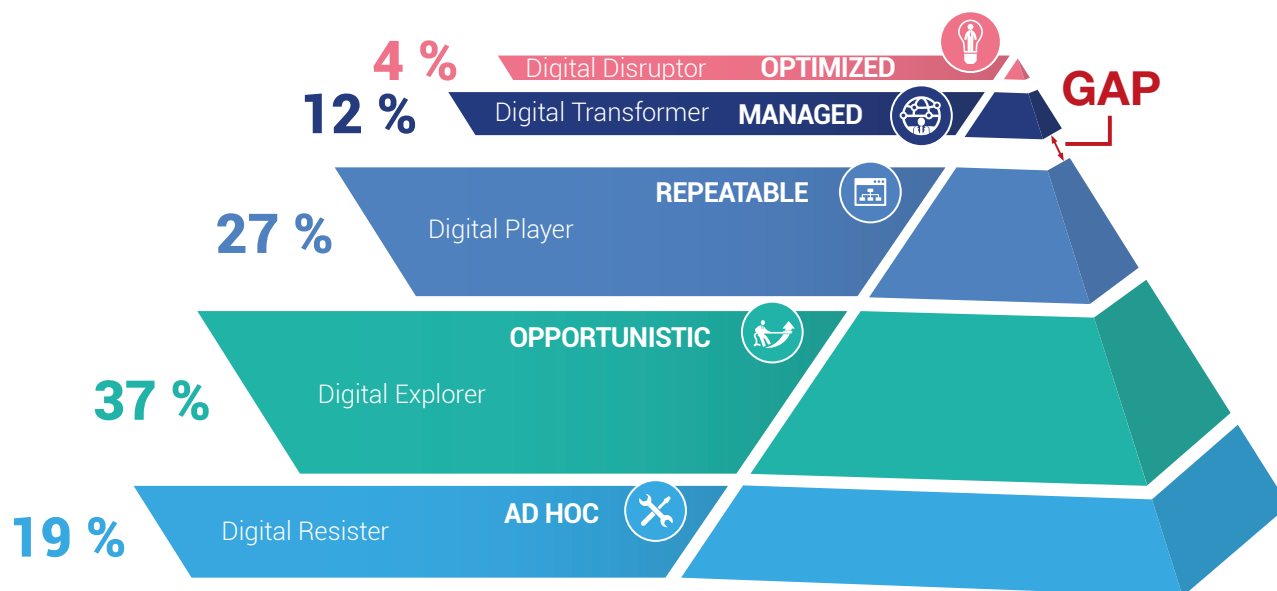 4 %
Digital Disruptor OPTIMIZED
12 %
Digital Transformer MANAGED
GAP
REPEATABLE
27 %
Digital Player
OPPORTUNISTIC
37 %
Digital Explorer
AD HOC
19 %
Digital Resister